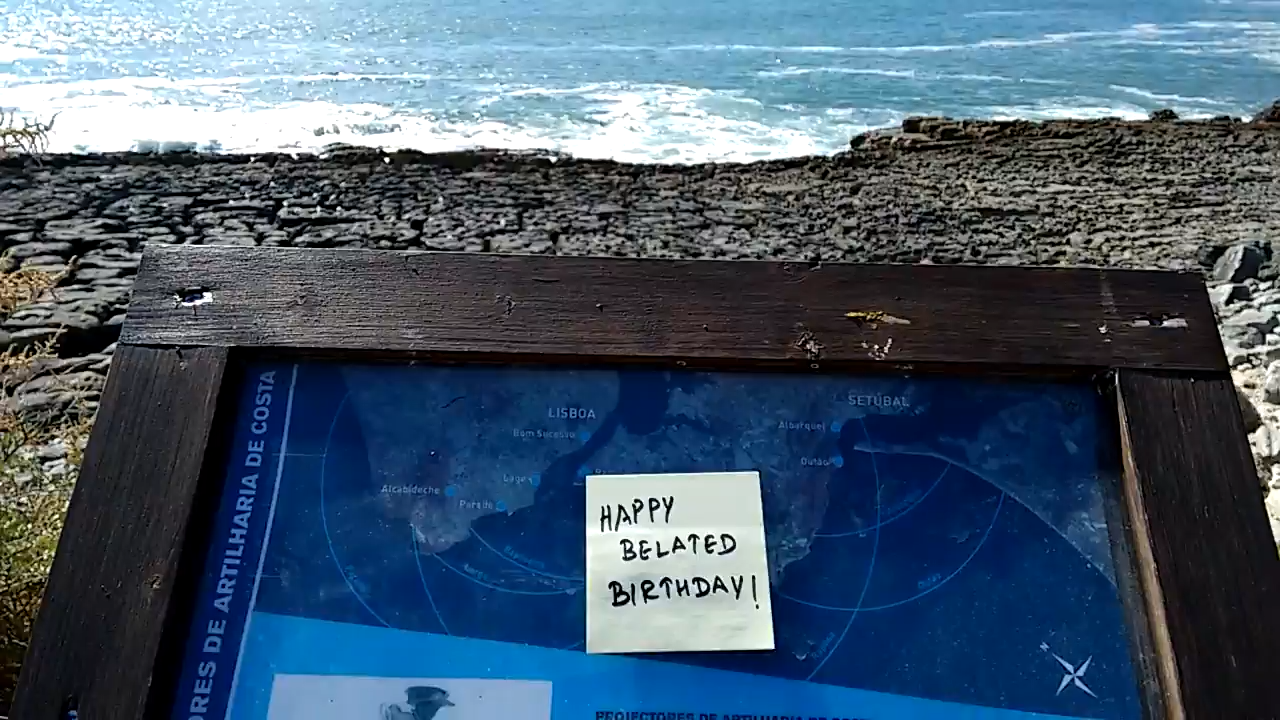 LISBOA
SETÚBAL
Bom Sucesso
Albarquel
Outão
Lage
Alcabideche
Parede
HAPPY
BELATED
BIRTHDAY!
ORES DE ARTILHARIA DE COSTA
PROJECTORES DE ARTILHARIA DE